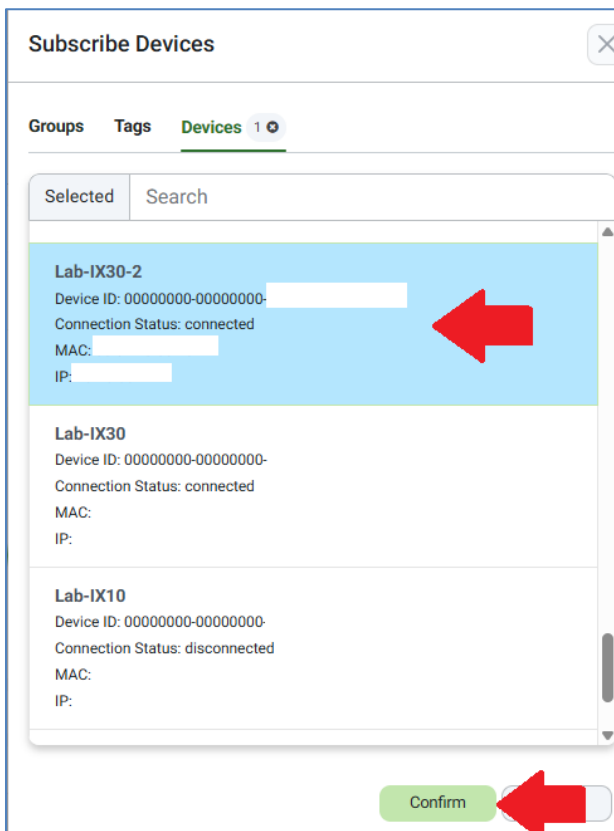 Subscribe Devices
Groups Tags Devices 1
Selected Search
Lab-IX30-2
Device ID: 00000000-00000000-
Connection Status: connected
MAC:
IP:
Lab-IX30
Device ID: 00000000-00000000-
Connection Status: connected
MAC:
IP:
Lab-IX10
Device ID: 00000000-00000000-
Connection Status: disconnected
MAC:
IP:
Confirm